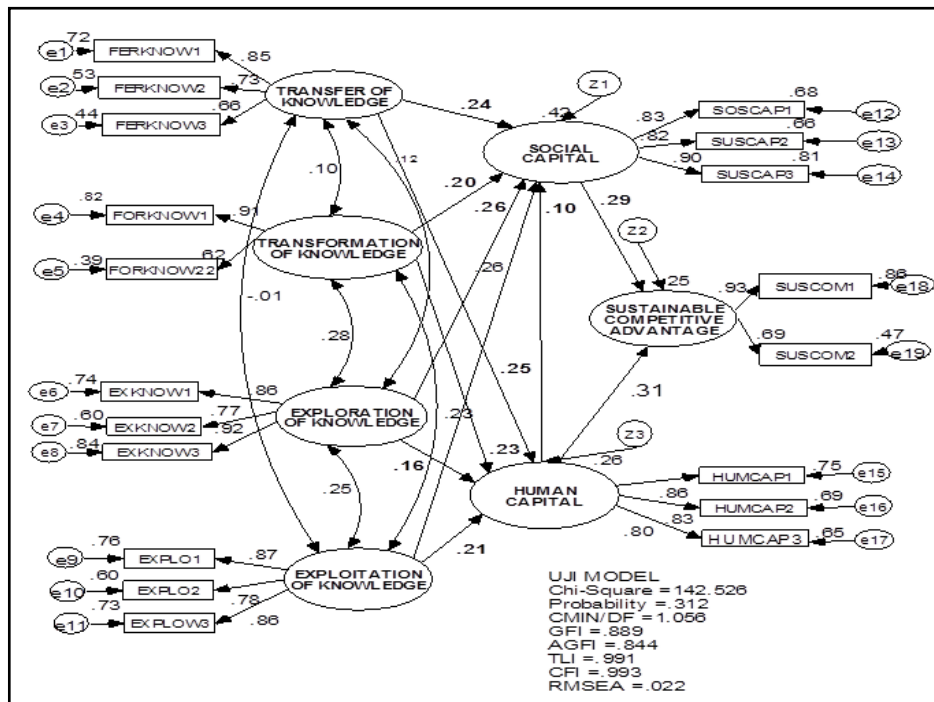 .72
e1
FERKNOW1
.85
.53
e2
FERKNOW2
.73
.44
e3
FERKNOW3
.66
TRANSFER OF
KNOWLEDGE
.24
Z1
.42
SOCIAL
CAPITAL
.83
SOSCAP1
.68
e12
.82
SUSCAP2
.66
e13
.90
SUSCAP3
.81
e14
.10
.12
.20
.26
.10
.29
.82
e4
FORKNOW1
.91
.39
e5
FORKNOW22
.62
TRANSFORMATION
OF KNOWLEDGE
.26
Z2
.25
SUSTAINABLE
COMPETITIVE
ADVANTAGE
.93
SUSCOM1
.86
e18
.69
SUSCOM2
.47
e19
-.01
.28
.25
.31
.74
e6
EXKNOW1
.86
.60
e7
EXKNOW2
.77
.84
e8
EXKNOW3
.92
EXPLORATION
OF KNOWLEDGE
.23
.23
.16
Z3
.26
HUMAN
CAPITAL
HUMCAP1
.75
e15
.86
HUMCAP2
.69
e16
.83
.80
HUMCAP3
.65
e17
.25
.21
.76
e9
EXPLO1
.87
.60
e10
EXPLO2
.78
.73
e11
EXPLOW3
.86
EXPLOITATION
OF KNOWLEDGE
UJI MODEL
Chi-Square =142.526
Probability =.312
CMIN/DF =1.056
GFI =.889
AGFI =.844
TLI =.991
CFI =.993
RMSEA =.022